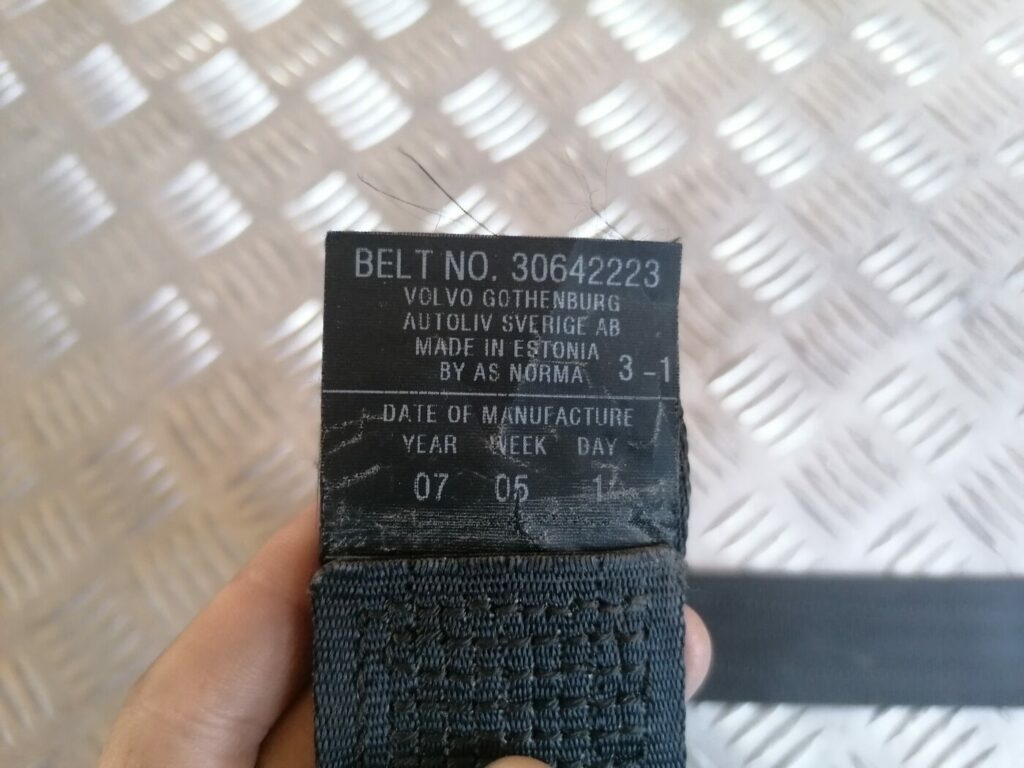 BELT NO. 30642223
VOLVO GOTHENBURG
AUTOLIV SVERIGE AB
MADE IN ESTONIA
BY AS NORMA 3-1
DATE OF MANUFACTURE
YEAR WEEK DAY
07 05 1